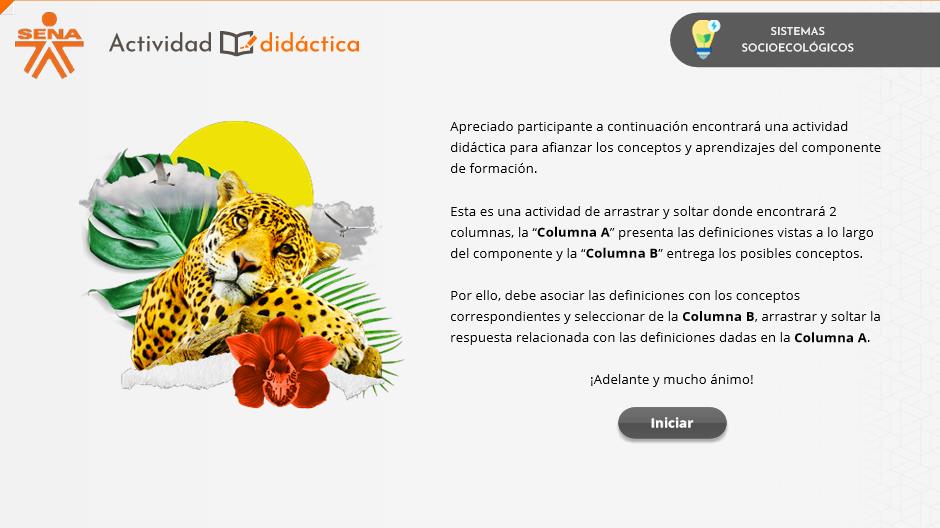 SENA
Actividad didáctica
SISTEMAS
SOCIOECOLÓGICOS
Apreciado participante a continuación encontrará una actividad
didáctica para afianzar los conceptos y aprendizajes del componente
de formación.
Esta es una actividad de arrastrar y soltar donde encontrará 2
columnas, la “Columna A” presenta las definiciones vistas a lo largo
del componente y la “Columna B” entrega los posibles conceptos.
Por ello, debe asociar las definiciones con los conceptos
correspondientes y seleccionar de la Columna B, arrastrar y soltar la
respuesta relacionada con las definiciones dadas en la Columna A.
¡Adelante y mucho ánimo!
Iniciar